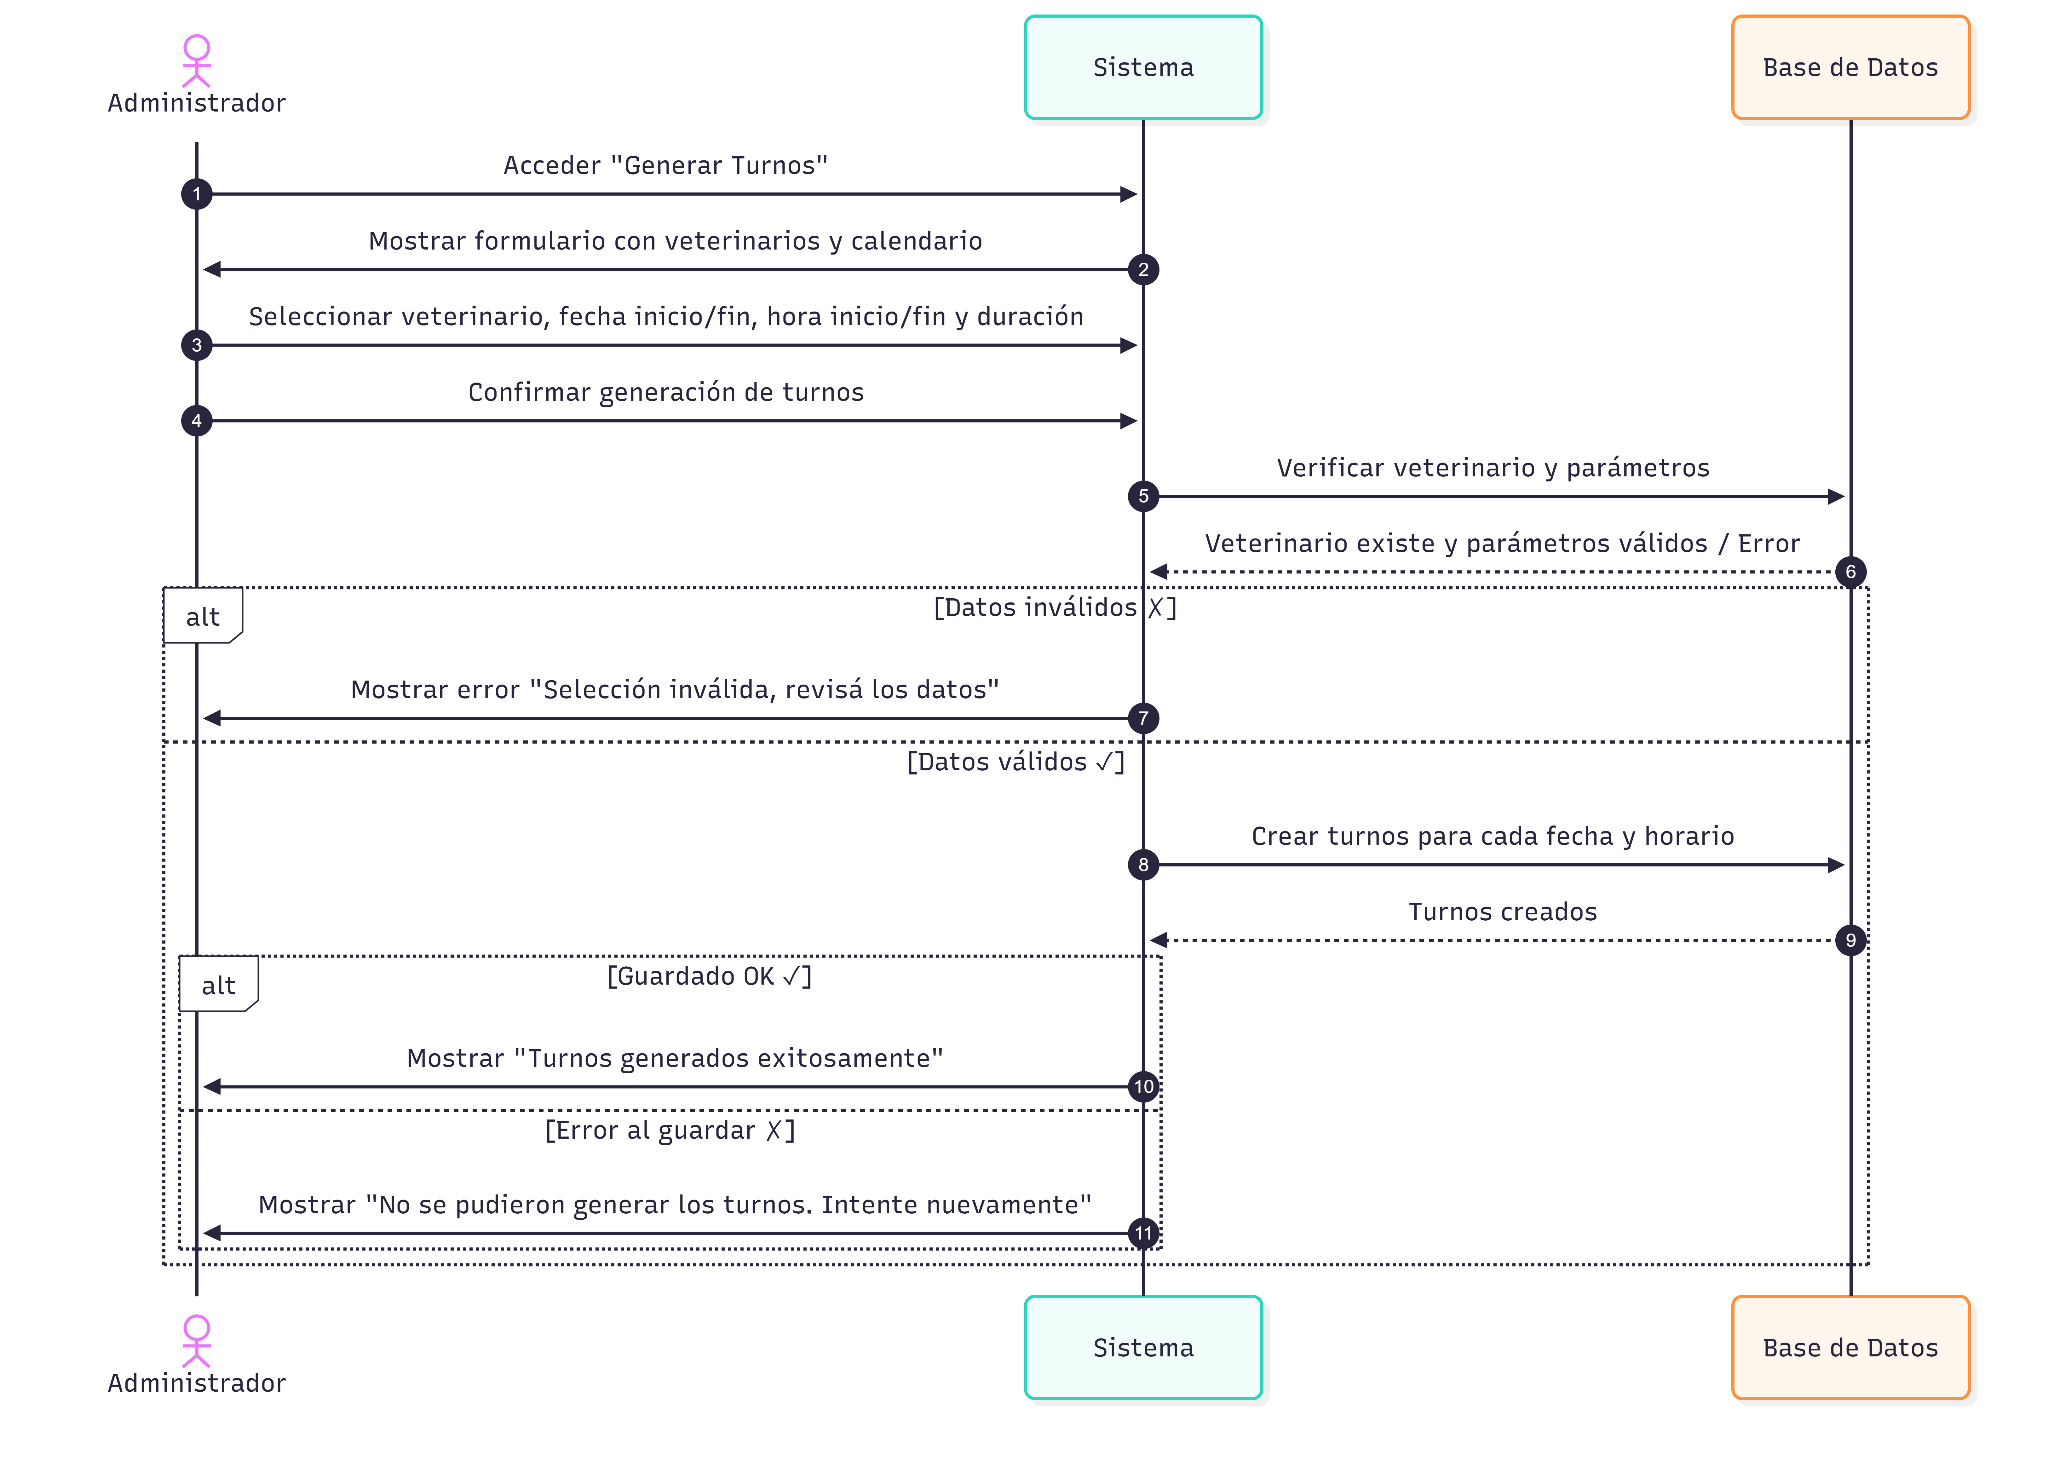 Administrador
Sistema
Base de Datos
Acceder "Generar Turnos"
1
Mostrar formulario con veterinarios y calendario
2
Seleccionar veterinario, fecha inicio/fin, hora inicio/fin y duración
3
Confirmar generación de turnos
4
Verificar veterinario y parámetros
5
Veterinario existe y parámetros válidos / Error
6
alt
[Datos inválidos ✗]
Mostrar error "Selección inválida, revisá los datos"
7
[Datos válidos ✓]
Crear turnos para cada fecha y horario
8
Turnos creados
9
alt
[Guardado OK ✓]
Mostrar "Turnos generados exitosamente"
10
[Error al guardar ✗]
Mostrar "No se pudieron generar los turnos. Intente nuevamente"
11
Administrador
Sistema
Base de Datos